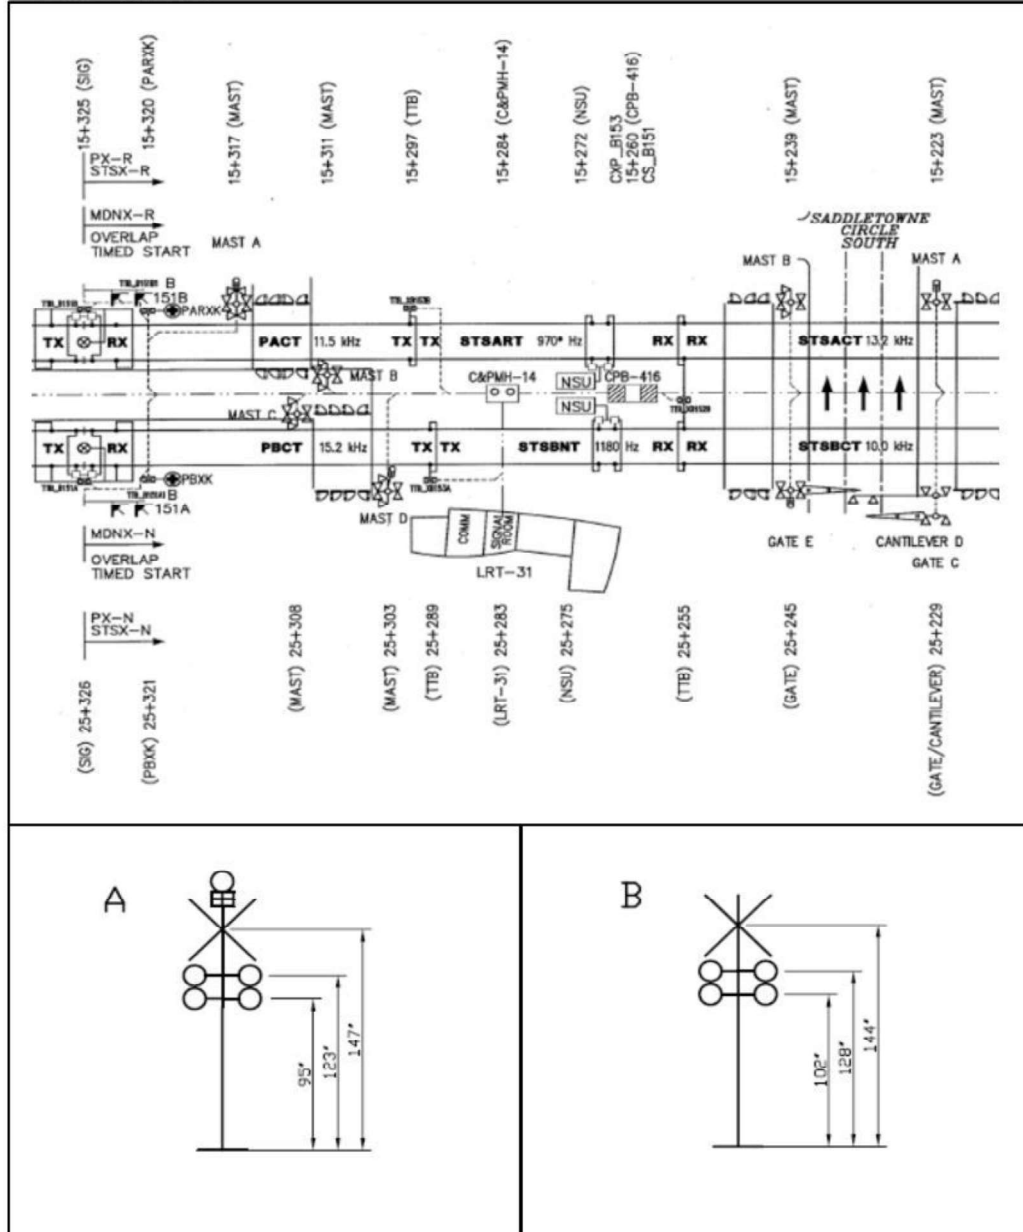 15+325 (SIG)
15+320 (PARXK)
15+317 (MAST)
15+311 (MAST)
15+297 (TTB)
15+284 (C&PMH-14)
15+272 (NSU)
CXP_B153
15+260 (CPB-416)
CS_B151
15+239 (MAST)
15+223 (MAST)
PX-R
STSX-R
MDNX-R
OVERLAP
TIMED START
MAST A
SADDLETOWNE
CIRCLE
SOUTH
MAST B
MAST A
B
151B
PARXK
TX
RX
PACT 11.5 kHz
TX TX
STSART 970* Hz
RX RX
STSACT 13.2 kHz
MAST B
C&PMH-14
NSU
CPB-416
MAST C
NSU
TX
RX
PBCT 15.2 kHz
TX TX
STSBNT 1180 Hz
RX RX
STSBCT 10.0 kHz
B
PBXK
151A
MAST D
COMM
SIGNAL
ROOM
LRT-31
GATE E
CANTILEVER D
GATE C
MDNX-N
OVERLAP
TIMED START
PX-N
STSX-N
(SIG) 25+326
(PBXK) 25+321
(MAST) 25+308
(MAST) 25+303
(TTB) 25+289
(LRT-31) 25+283
(NSU) 25+275
(TTB) 25+255
(GATE) 25+245
(GATE/CANTILEVER) 25+229
A
95"
123"
147"
B
102"
128"
144"